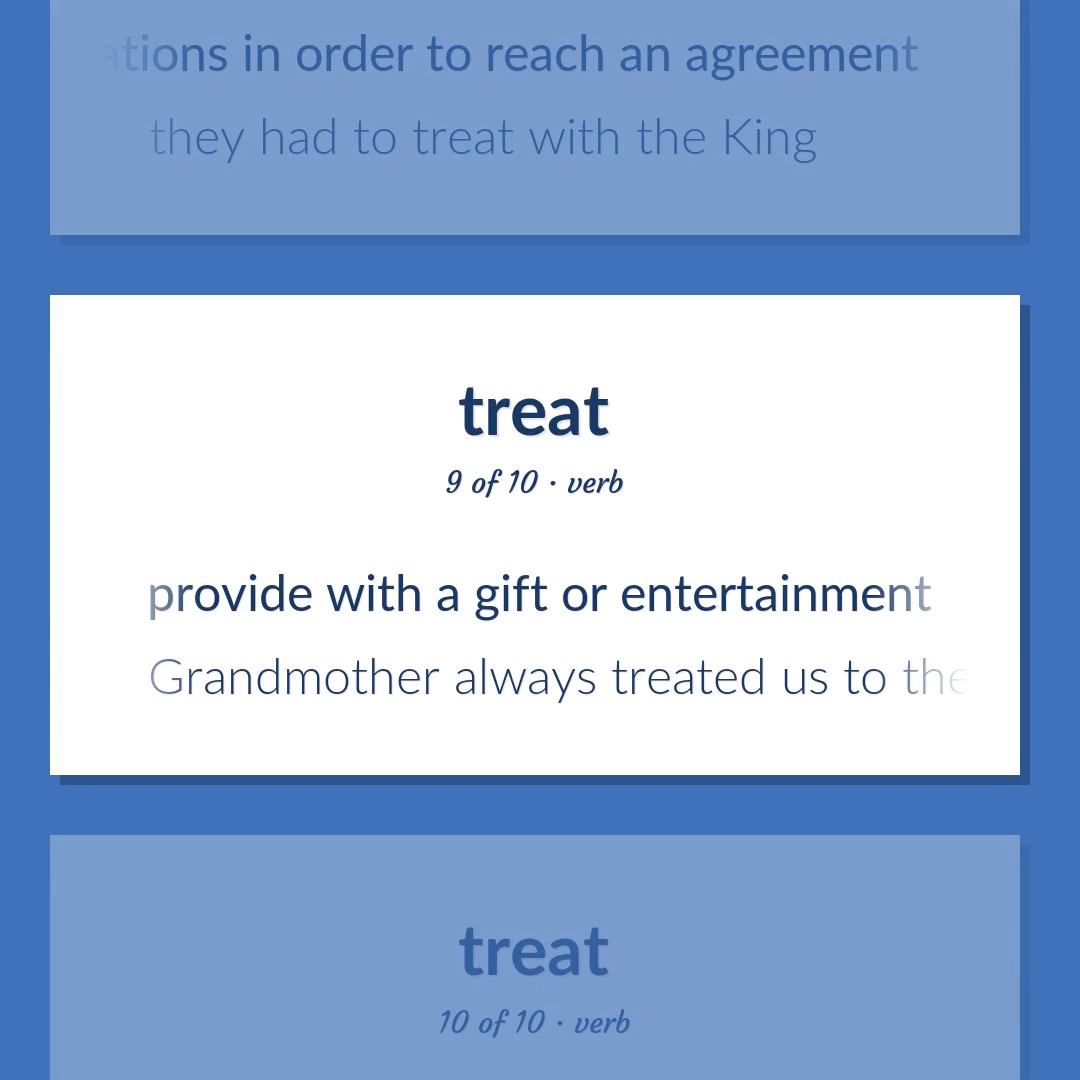 ations in order to reach an agreement
they had to treat with the King
treat
9 of 10 · verb
provide with a gift or entertainment
Grandmother always treated us to the
treat
10 of 10 · verb